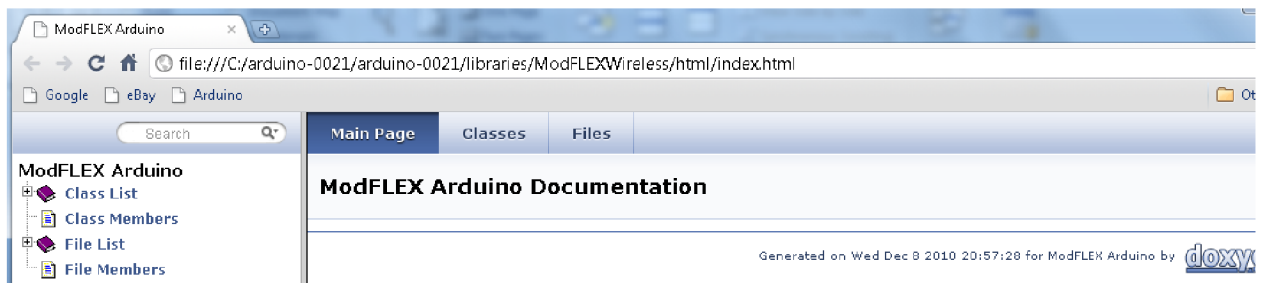 ModFLEX Arduino
file:///C:/arduino-0021/arduino-0021/libraries/ModFLEXWireless/html/index.html
Google eBay Arduino Ot
Search Main Page Classes Files
ModFLEX Arduino
Class List
Class Members
File List
File Members
ModFLEX Arduino Documentation
Generated on Wed Dec 8 2010 20:57:28 for ModFLEX Arduino by doxy